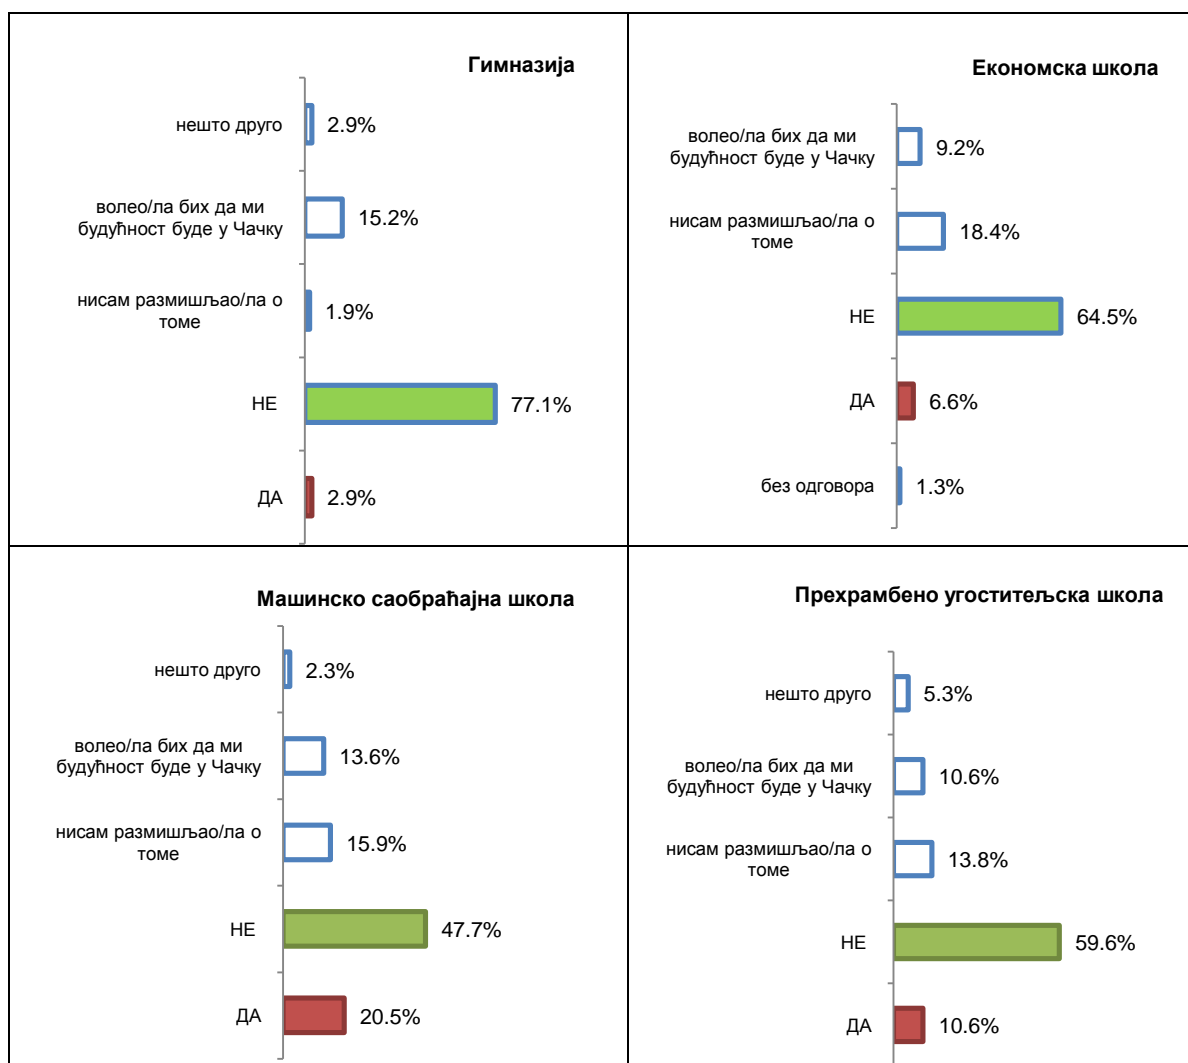 Гимназија
нешто друго
2.9%
волео/ла бих да ми
будућност буде у Чачку
15.2%
нисам размишљао/ла о
томе
1.9%
НЕ
77.1%
ДА
2.9%
Економска школа
волео/ла бих да ми
будућност буде у Чачку
9.2%
нисам размишљао/ла о
томе
18.4%
НЕ
64.5%
ДА
6.6%
без одговора
1.3%
Машинско саобраћајна школа
нешто друго
2.3%
волео/ла бих да ми
будућност буде у Чачку
13.6%
нисам размишљао/ла о
томе
15.9%
НЕ
47.7%
ДА
20.5%
Прехрамбено угоститељска школа
нешто друго
5.3%
волео/ла бих да ми
будућност буде у Чачку
10.6%
нисам размишљао/ла о
томе
13.8%
НЕ
59.6%
ДА
10.6%